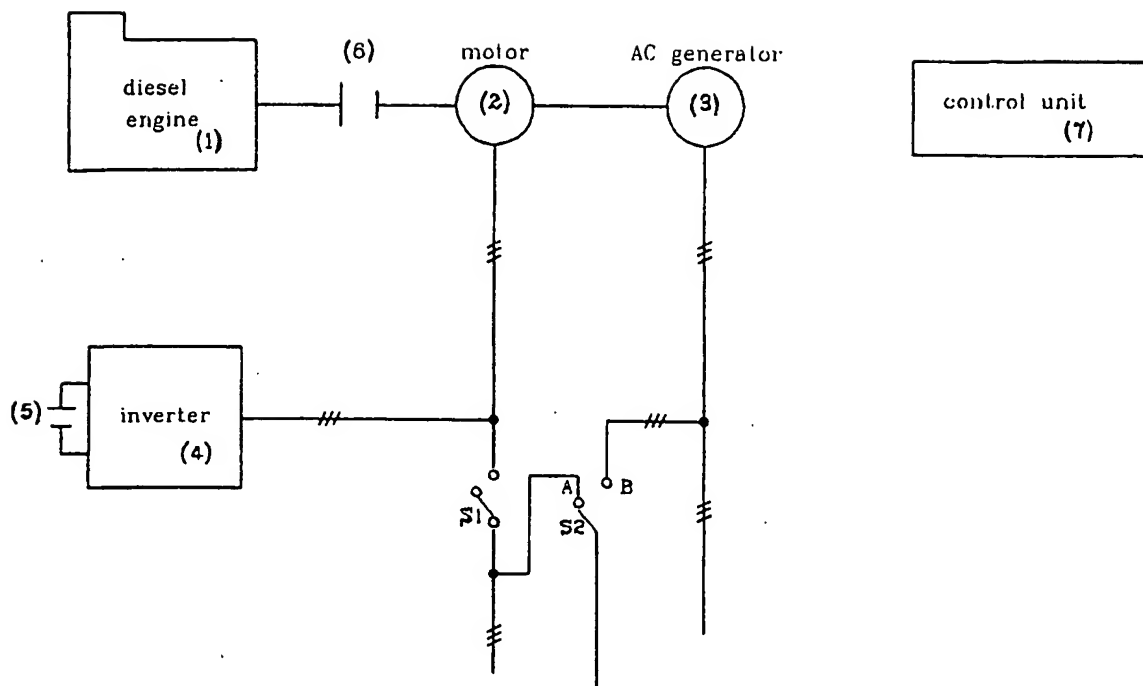 diesel
engine
(1)
(6)
motor
(2)
AC generator
(3)
control unit
(7)
(5)
inverter
(4)
S1
A
B
S2